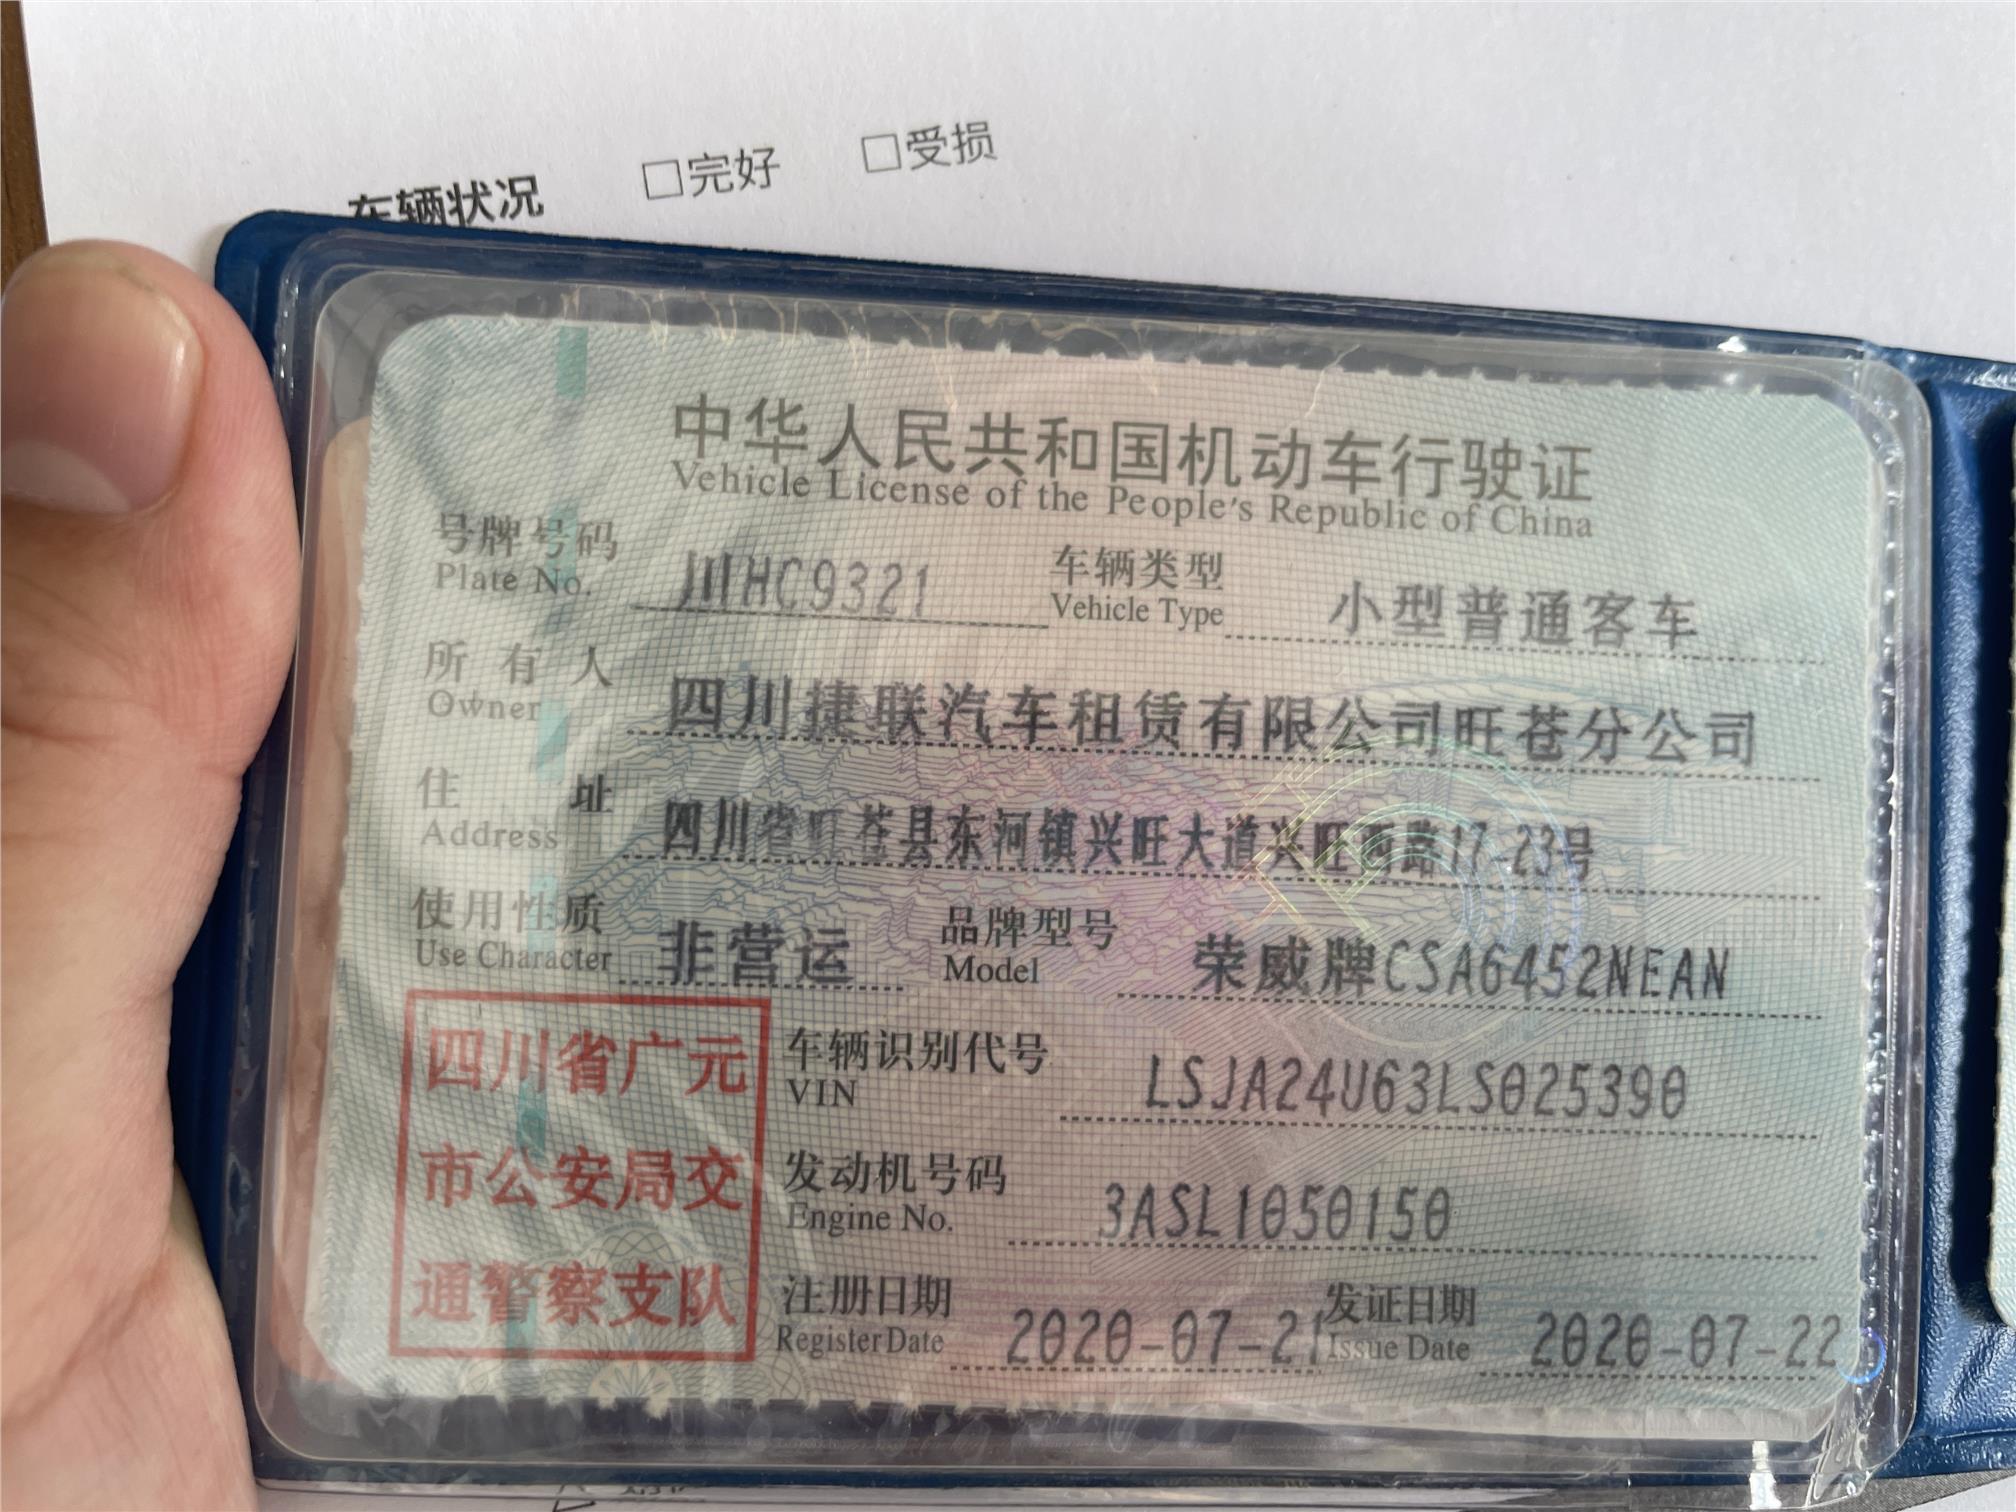 车辆状况 □完好 □受损
中华人民共和国机动车行驶证
Vehicle License of the People's Republic of China
号牌号码 川HC9321 车辆类型 小型普通客车
Plate No. Vehicle Type
所有人 四川捷联汽车租赁有限公司旺苍分公司
Owner
住址 四川省旺苍县东河镇兴旺大道兴旺西路17-23号
Address
使用性质 非营运 品牌型号 荣威牌CSA6452NEAN
Use Character Model
四川省广元
市公安局交
通警察支队
车辆识别代号 LSJA24U63LS025390
VIN
发动机号码 3ASL1050150
Engine No.
注册日期 2020-07-21 发证日期 2020-07-22
Register Date Issue Date